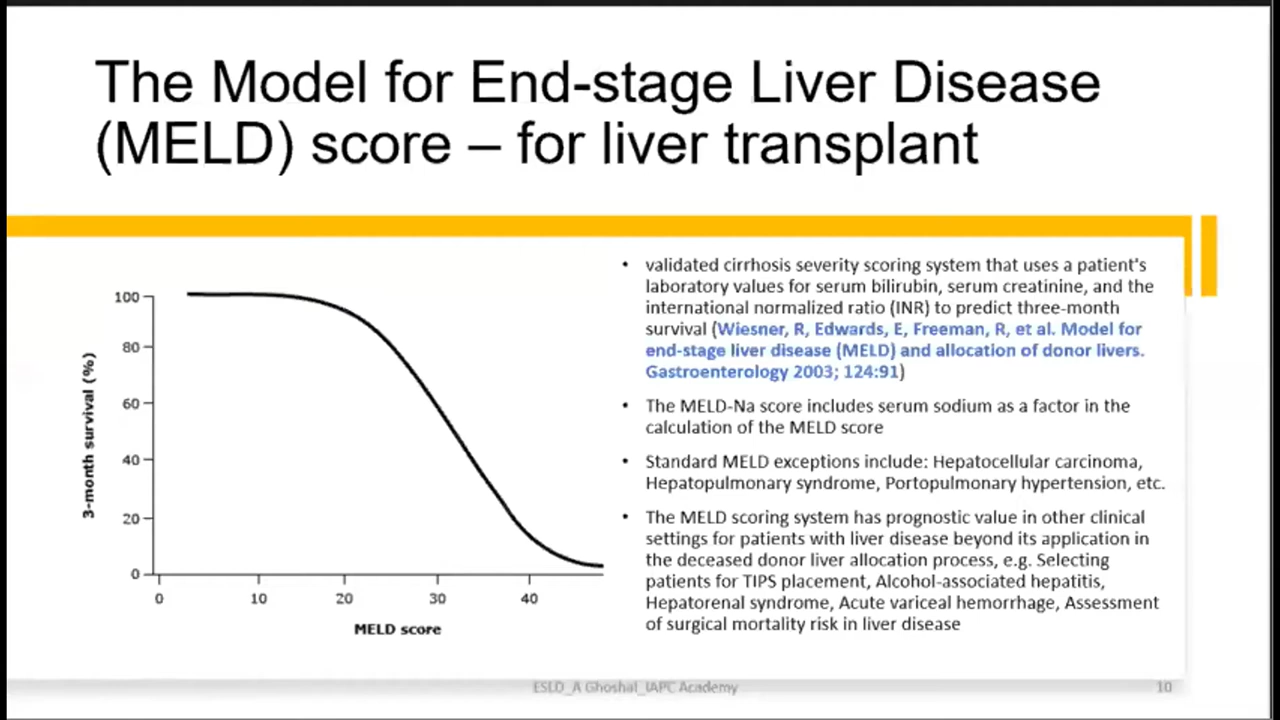 The Model for End-stage Liver Disease
(MELD) score – for liver transplant
100
80
60
40
20
0
3-month survival (%)
0 10 20 30 40
MELD score
• validated cirrhosis severity scoring system that uses a patient's
laboratory values for serum bilirubin, serum creatinine, and the
international normalized ratio (INR) to predict three-month
survival (Wiesner, R, Edwards, E, Freeman, R, et al. Model for
end-stage liver disease (MELD) and allocation of donor livers.
Gastroenterology 2003; 124:91)
• The MELD-Na score includes serum sodium as a factor in the
calculation of the MELD score
• Standard MELD exceptions include: Hepatocellular carcinoma,
Hepatopulmonary syndrome, Portopulmonary hypertension, etc.
• The MELD scoring system has prognostic value in other clinical
settings for patients with liver disease beyond its application in
the deceased donor liver allocation process, e.g. Selecting
patients for TIPS placement, Alcohol-associated hepatitis,
Hepatorenal syndrome, Acute variceal hemorrhage, Assessment
of surgical mortality risk in liver disease
ESLD_A Ghoshal_IAPC Academy
10